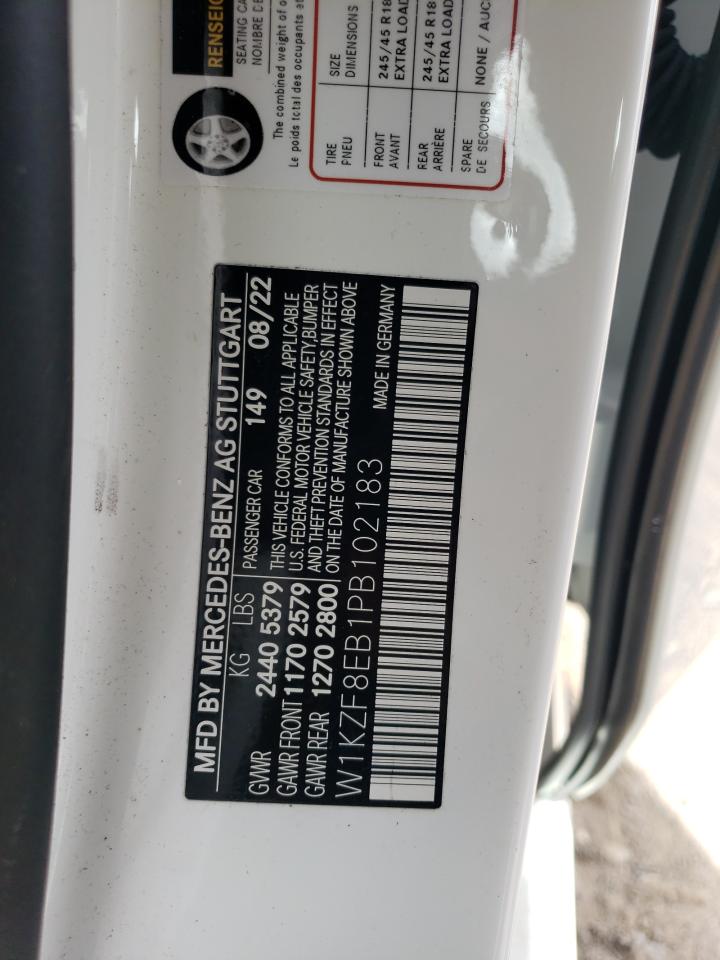 RENSEIG
SEATING CA
NOMBRE DE
The combined weight of o
Le poids total des occupants et
TIRE SIZE
PNEU DIMENSIONS
FRONT 245/45 R18
AVANT EXTRA LOAD
REAR 245/45 R18
ARRIÈRE EXTRA LOAD
SPARE NONE / AUC
DE SECOURS
MFD BY MERCEDES-BENZ AG STUTTGART
KG LBS PASSENGER CAR 149 08/22
GVWR 2440 5379 THIS VEHICLE CONFORMS TO ALL APPLICABLE
GAWR FRONT 1170 2579 U.S. FEDERAL MOTOR VEHICLE SAFETY,BUMPER
GAWR REAR 1270 2800 AND THEFT PREVENTION STANDARDS IN EFFECT
ON THE DATE OF MANUFACTURE SHOWN ABOVE
W1KZF8EB1PB102183 MADE IN GERMANY